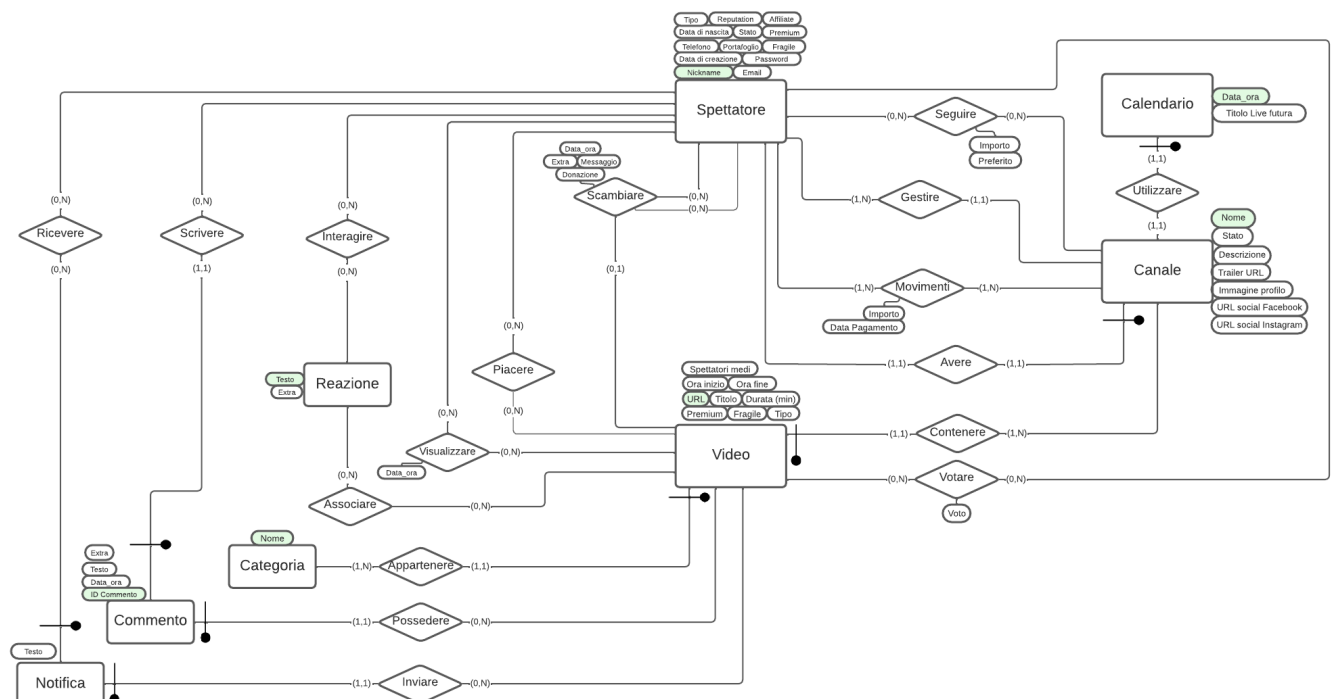 Tipo Reputation Affiliate
Data di nascita Stato Premium
Telefono Portafoglio Fragile
Data di creazione Password
Nickname Email
Spettatore
Calendario
Data_ora
Titolo Live futura
(0,N) Seguire (0,N)
Importo
Preferito
(1,1)
Utilizzare
(1,1)
Data_ora
Extra Messaggio
Donazione
Scambiare
(0,N)
(0,N)
(0,1)
(1,N) Gestire (1,1)
Nome
Stato
Descrizione
Trailer URL
Immagine profilo
URL social Facebook
URL social Instagram
Canale
(0,N)
Ricevere
(0,N)
(0,N)
Scrivere
(1,1)
(0,N)
Interagire
(0,N)
(1,N) Movimenti (1,N)
Importo
Data Pagamento
(0,N)
Piacere
(0,N)
(1,1) Avere (1,1)
Testo
Extra
Reazione
Spettatori medi
Ora inizio Ora fine
URL Titolo Durata (min)
Premium Fragile Tipo
Video
(0,N)
Visualizzare (0,N)
Data_ora
(1,1) Contenere (1,N)
(0,N) Votare (0,N)
Voto
(0,N)
Associare (0,N)
Nome
Categoria (1,N) Appartenere (1,1)
Extra
Testo
Data_ora
ID Commento
Commento (1,1) Possedere (0,N)
Testo
Notifica (1,1) Inviare (0,N)